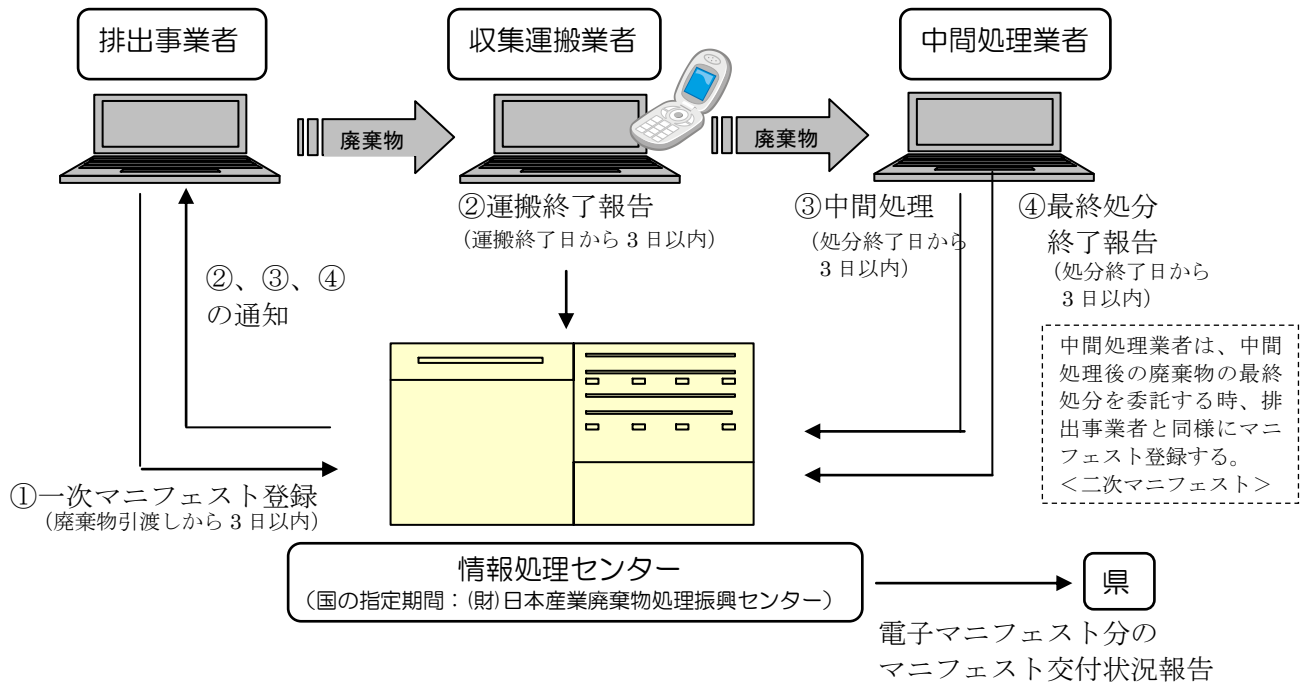 排出事業者
収集運搬業者
中間処理業者
廃棄物
廃棄物
②運搬終了報告
（運搬終了日から 3 日以内）
③中間処理
（処分終了日から
3 日以内）
④最終処分
終了報告
（処分終了日から
3 日以内）
②、③、④
の通知
中間処理業者は、中間
処理後の廃棄物の最終
処分を委託する時、排
出事業者と同様にマニ
フェスト登録する。
＜二次マニフェスト＞
①一次マニフェスト登録
（廃棄物引渡しから 3 日以内）
情報処理センター
（国の指定期間：(財)日本産業廃棄物処理振興センター）
県
電子マニフェスト分の
マニフェスト交付状況報告